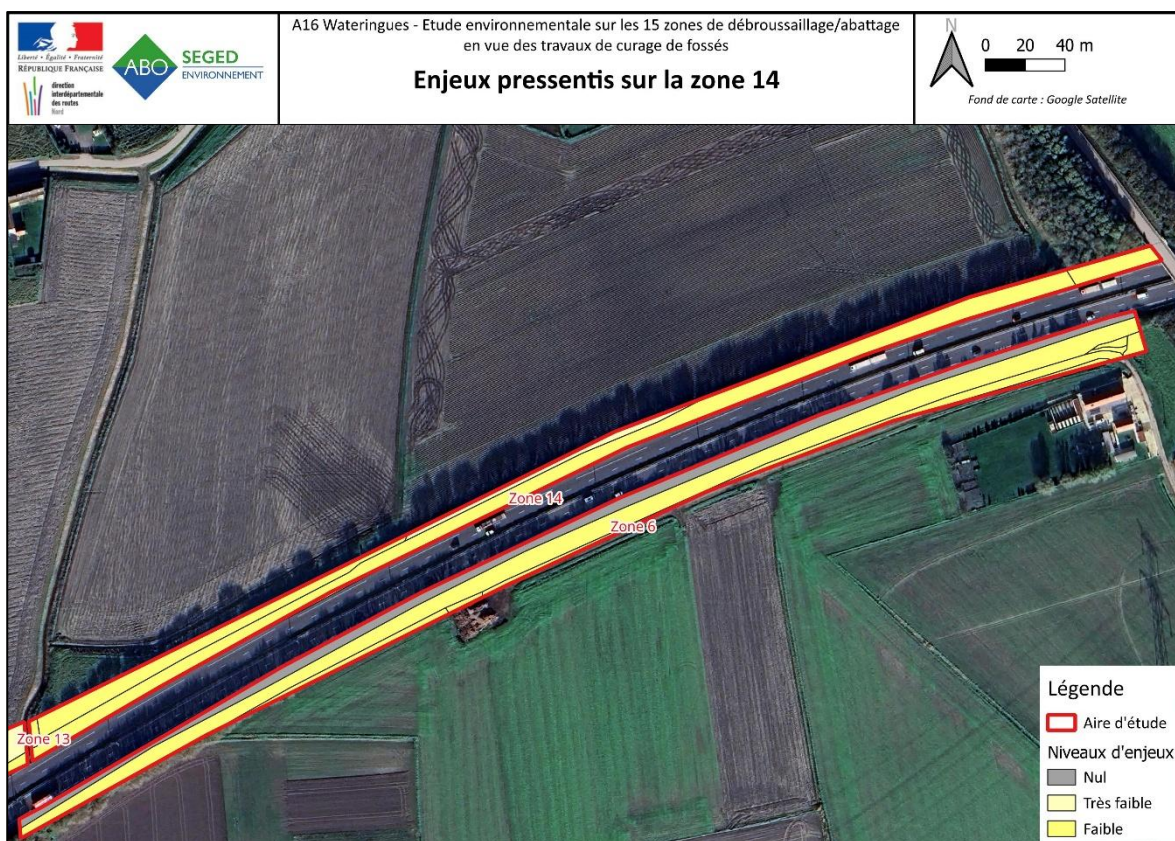 Liberté • Égalité • Fraternité
RÉPUBLIQUE FRANÇAISE
direction
interdépartementale
des routes
Nord
ABO
SEGED
ENVIRONNEMENT
A16 Wateringues - Etude environnementale sur les 15 zones de débroussaillage/abattage
en vue des travaux de curage de fossés
Enjeux pressentis sur la zone 14
N
0 20 40 m
Fond de carte : Google Satellite
Zone 14
Zone 6
Zone 13
Légende
Aire d'étude
Niveaux d'enjeux
Nul
Très faible
Faible